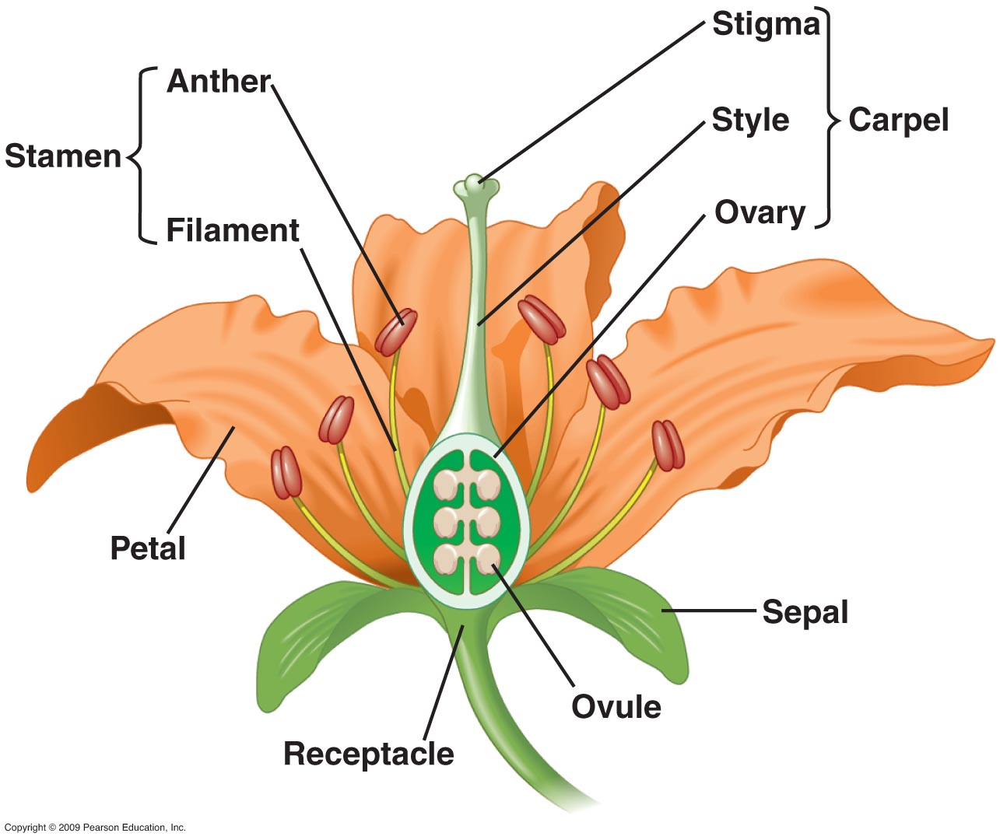 Stigma
Anther
Style
Carpel
Stamen
Ovary
Filament
Petal
Sepal
Ovule
Receptacle
Copyright © 2009 Pearson Education, Inc.